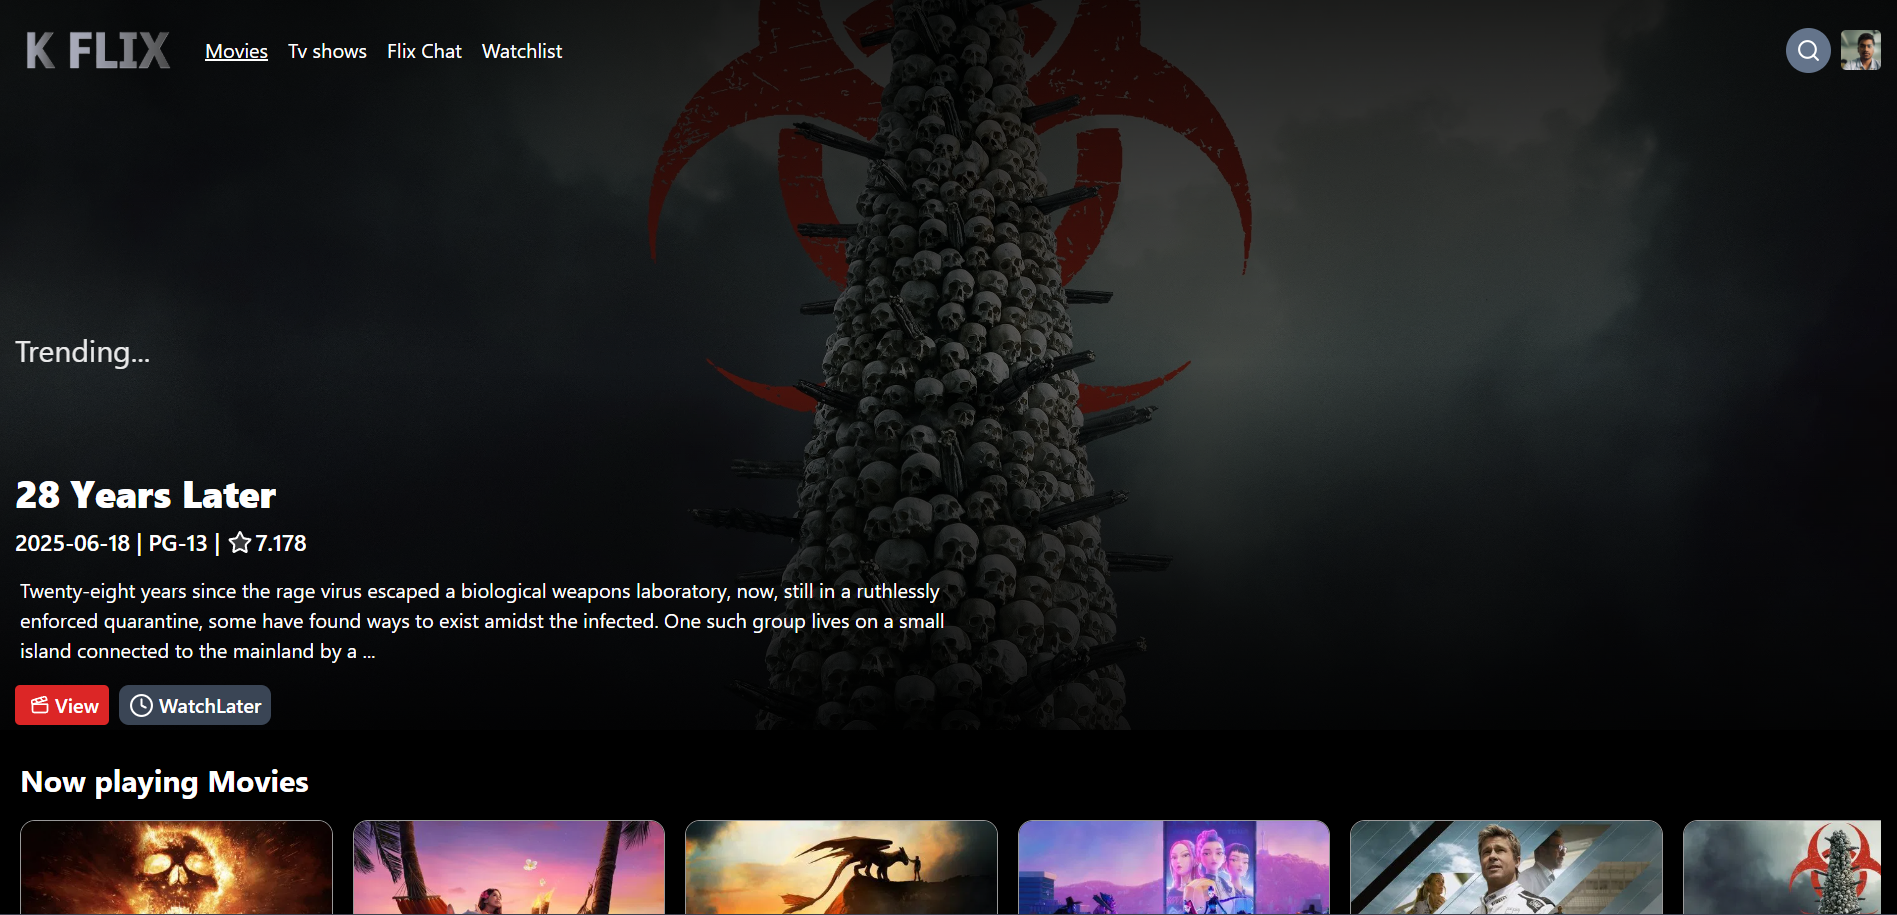 K FLIX
Movies
Tv shows
Flix Chat
Watchlist
Trending...
28 Years Later
2025-06-18 | PG-13 | 7.178
Twenty-eight years since the rage virus escaped a biological weapons laboratory, now, still in a ruthlessly
enforced quarantine, some have found ways to exist amidst the infected. One such group lives on a small
island connected to the mainland by a ...
View
WatchLater
Now playing Movies